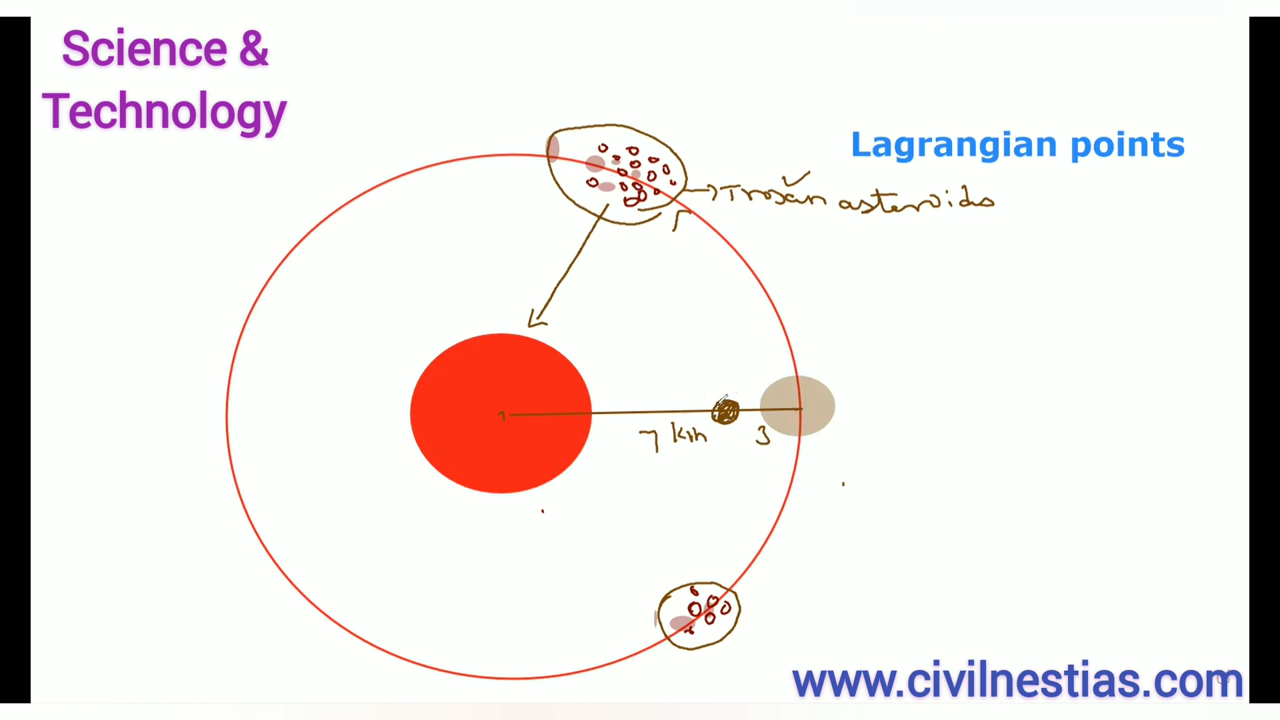 Science &
Technology
Lagrangian points
Trojan asteroids
7 km 3
www.civilnestias.com